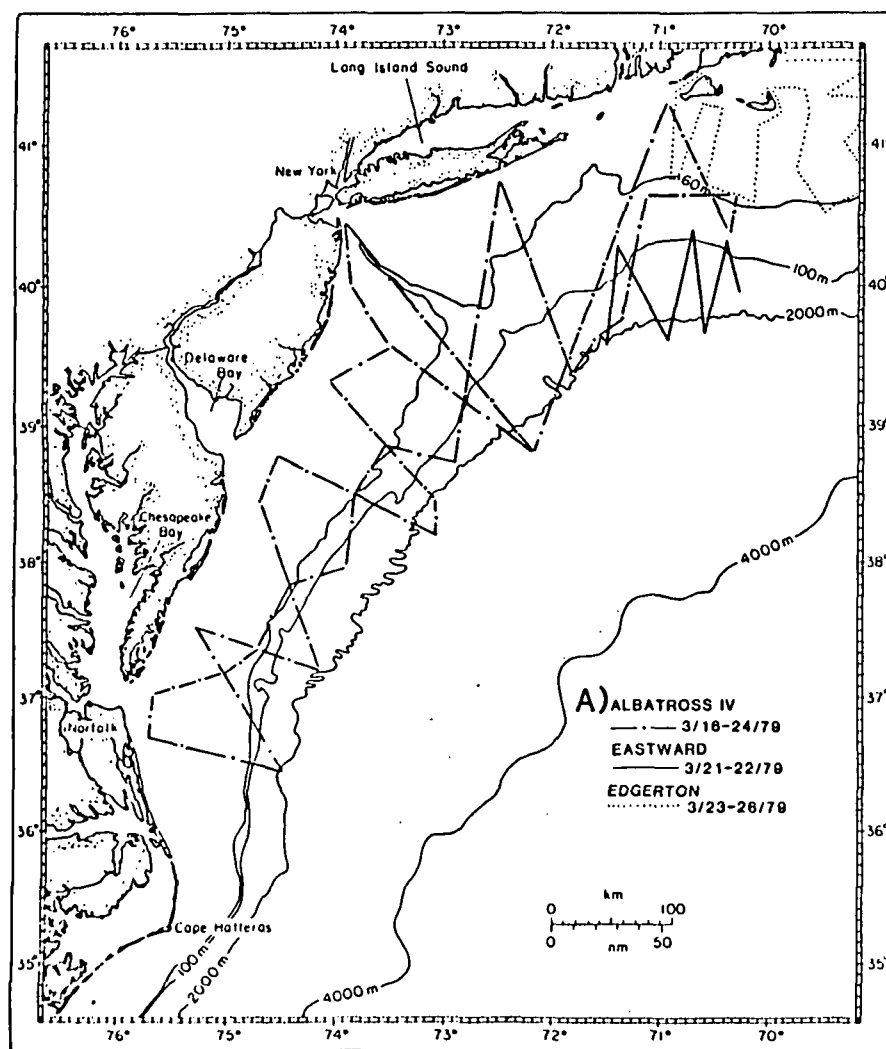 76° 75° 74° 73° 72° 71° 70°
Long Island Sound
41° 41°
New York
60m
40° 40°
100m
2000m
Delaware
Bay
39° 39°
Chesapeake
Bay
38° 38°
4000m
37° 37°
A) ALBATROSS IV
3/16-24/79
Norfolk
EASTWARD
3/21-22/79
EDGERTON
3/23-26/79
36° 36°
0 km 100
0 nm 50
Cape Hatteras
35° 35°
100m
2000m
4000m
76° 75° 74° 73° 72° 71° 70°